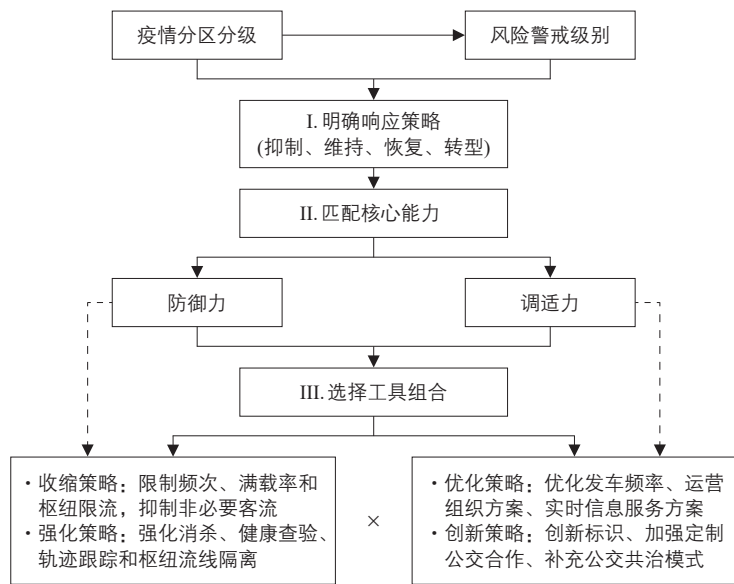 疫情分区分级
风险警戒级别
I. 明确响应策略
(抑制、维持、恢复、转型)
II. 匹配核心能力
防御力
调适力
III. 选择工具组合
·收缩策略：限制频次、满载率和
枢纽限流，抑制非必要客流
·强化策略：强化消杀、健康查验、
轨迹跟踪和枢纽流线隔离
×
·优化策略：优化发车频率、运营
组织方案、实时信息服务方案
·创新策略：创新标识、加强定制
公交合作、补充公交共治模式